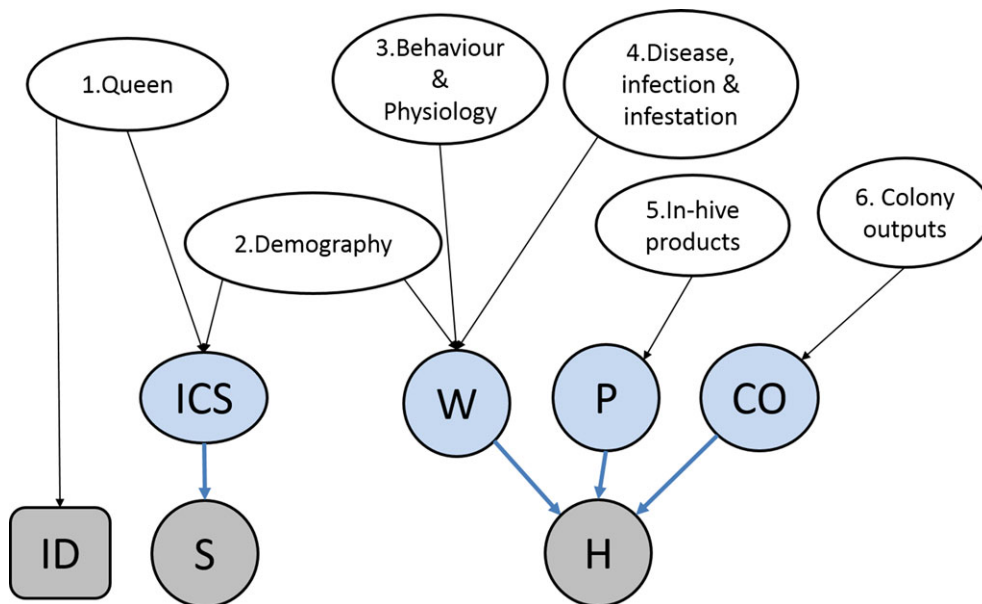 1.Queen
3.Behaviour
&
Physiology
4.Disease,
infection &
infestation
2.Demography
5.In-hive
products
6. Colony
outputs
ICS
W
P
CO
ID
S
H